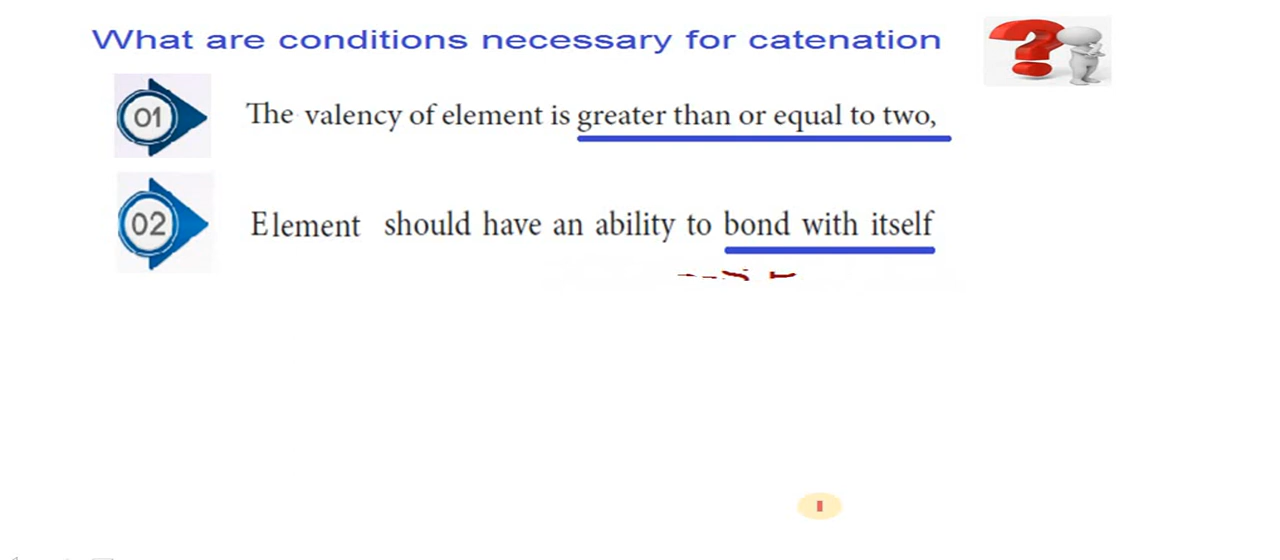 What are conditions necessary for catenation
01 The valency of element is greater than or equal to two,
02 Element should have an ability to bond with itself